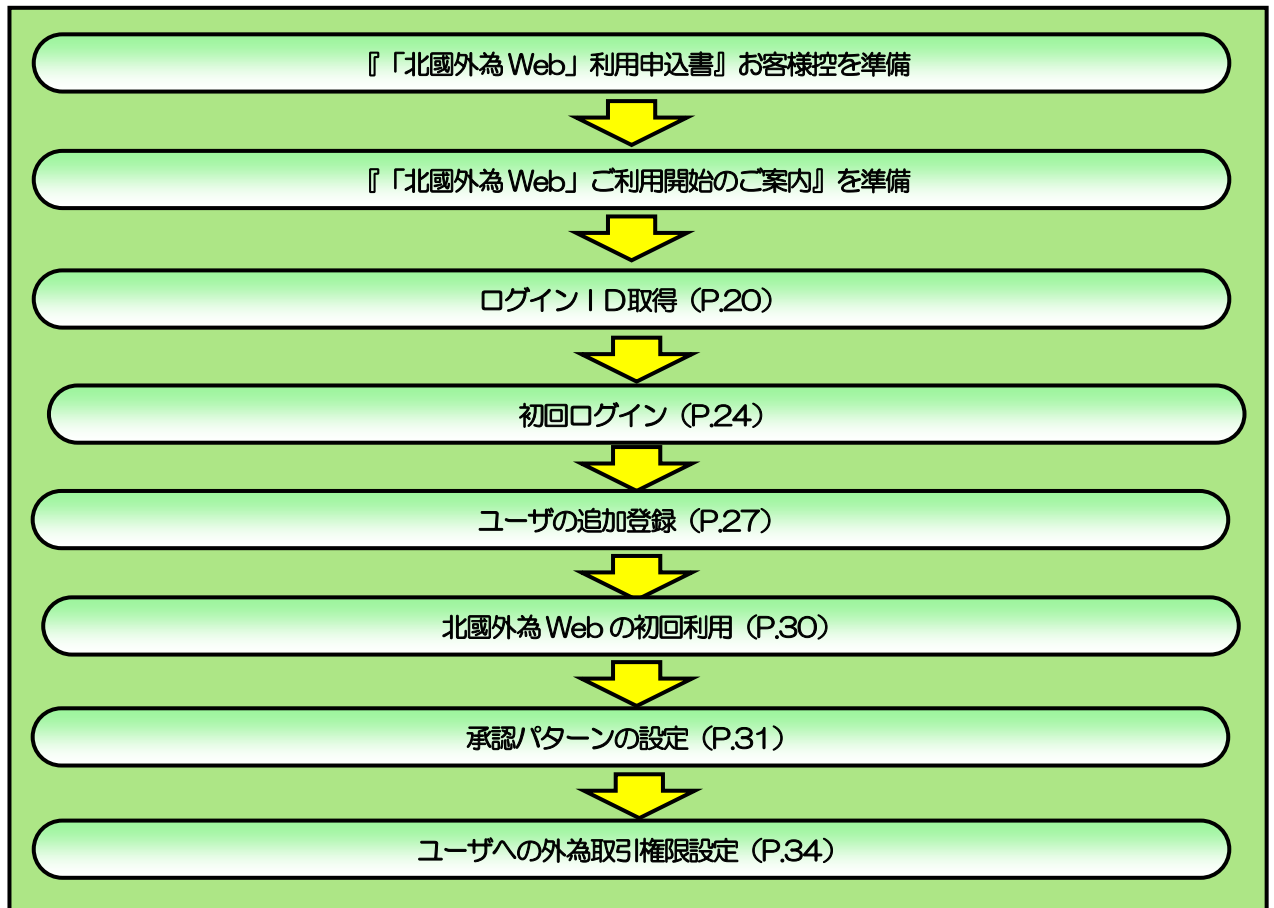 『「北國外為 Web」利用申込書』お客様控を準備
『「北國外為 Web」ご利用開始のご案内』を準備
ログインＩＤ取得（P.20）
初回ログイン（P.24）
ユーザの追加登録（P.27）
北國外為 Web の初回利用（P.30）
承認パターンの設定（P.31）
ユーザへの外為取引権限設定（P.34）